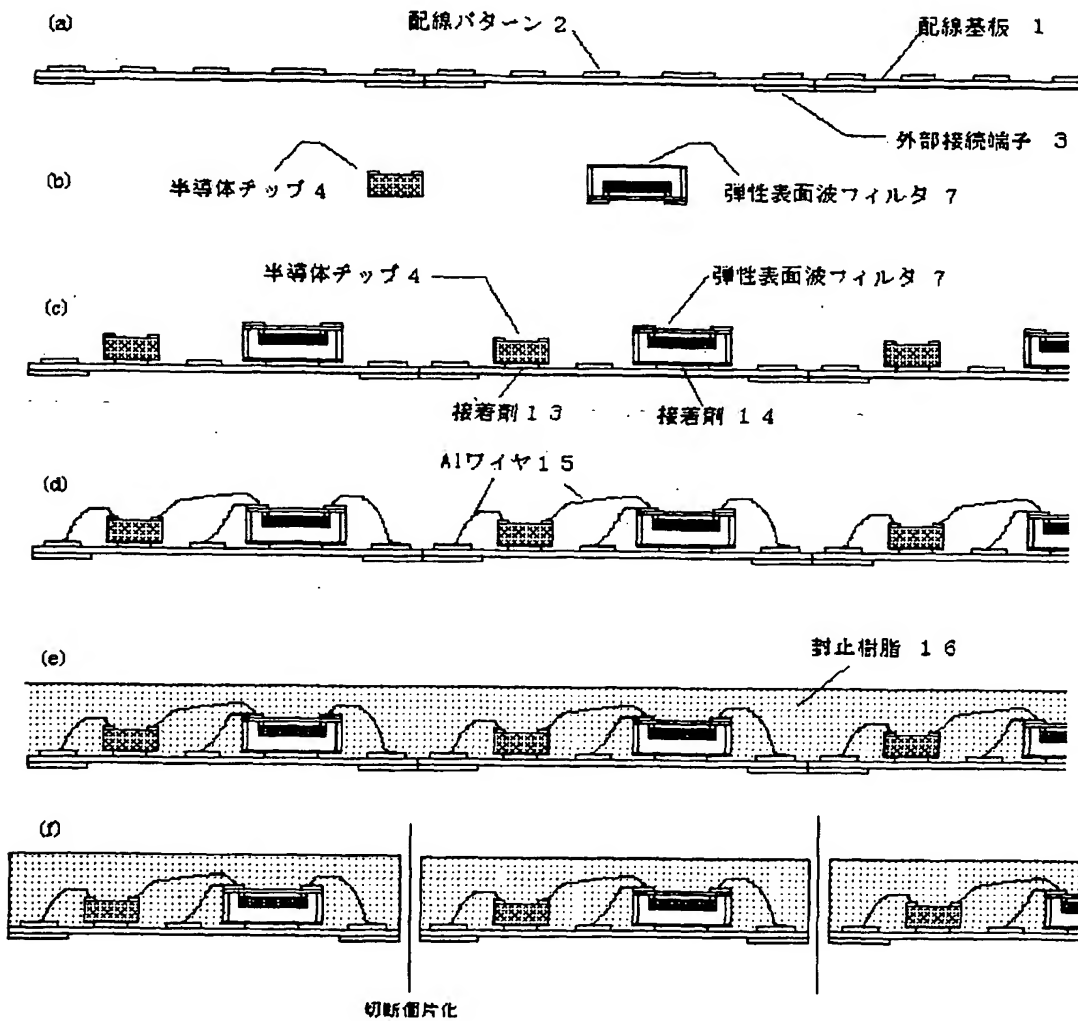 (a)
配線パターン 2
配線基板 1
外部接続端子 3
(b)
半導体チップ 4
弾性表面波フィルタ 7
(c)
半導体チップ 4
弾性表面波フィルタ 7
接着剤 1 3
接着剤 1 4
(d)
Alワイヤ 1 5
(e)
封止樹脂 1 6
(f)
切断個片化